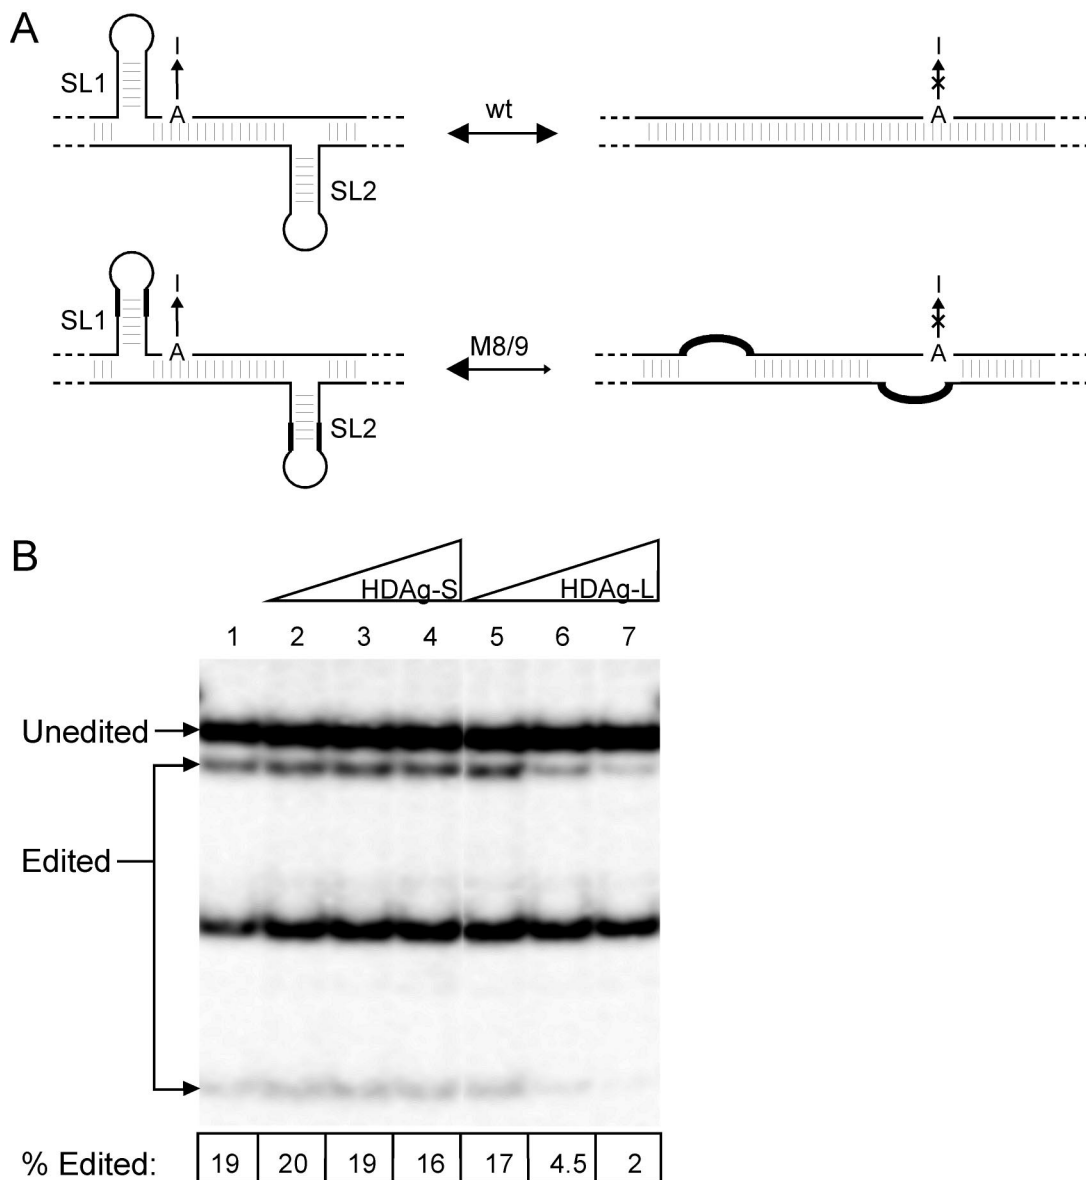 A
SL1
I
A
SL2
wt
I
A
SL1
I
A
SL2
M8/9
I
A
B
HDAg-S HDAg-L
1 2 3 4 5 6 7
Unedited
Edited
% Edited: 19 20 19 16 17 4.5 2